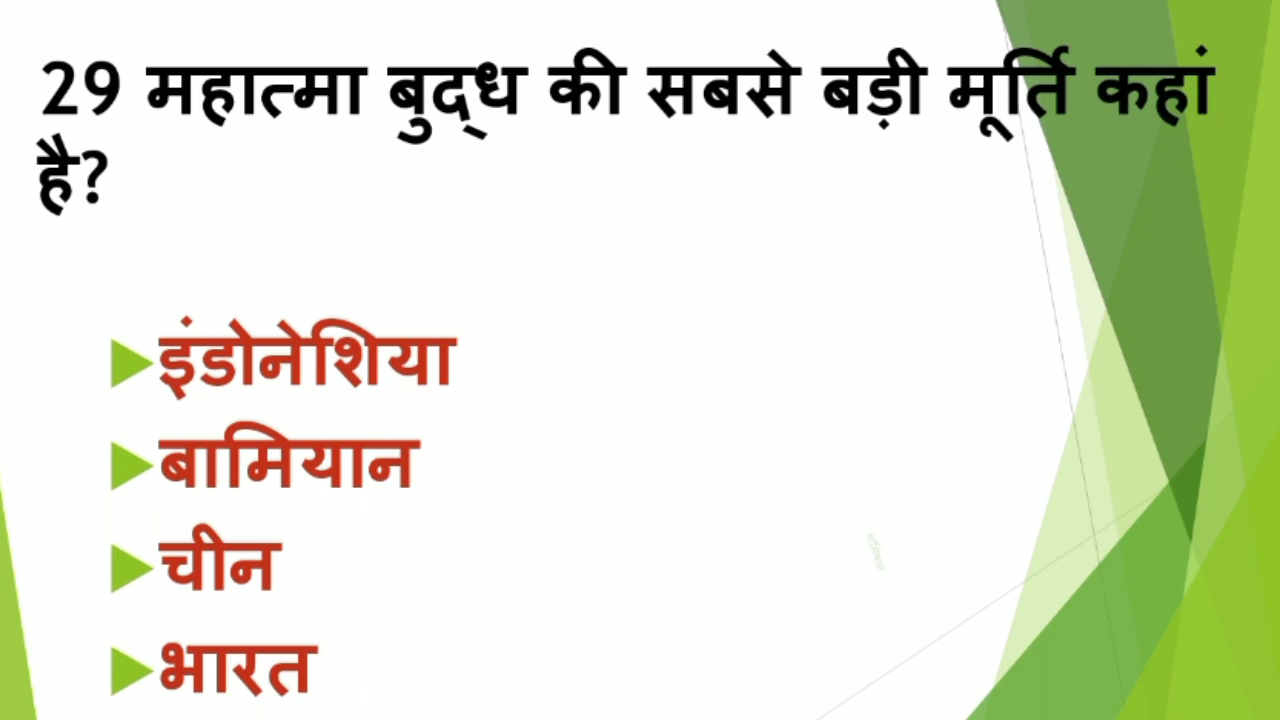 29 महात्मा बुद्ध की सबसे बड़ी मूर्ति कहां
है?
इंडोनेशिया
बामियान
चीन
भारत